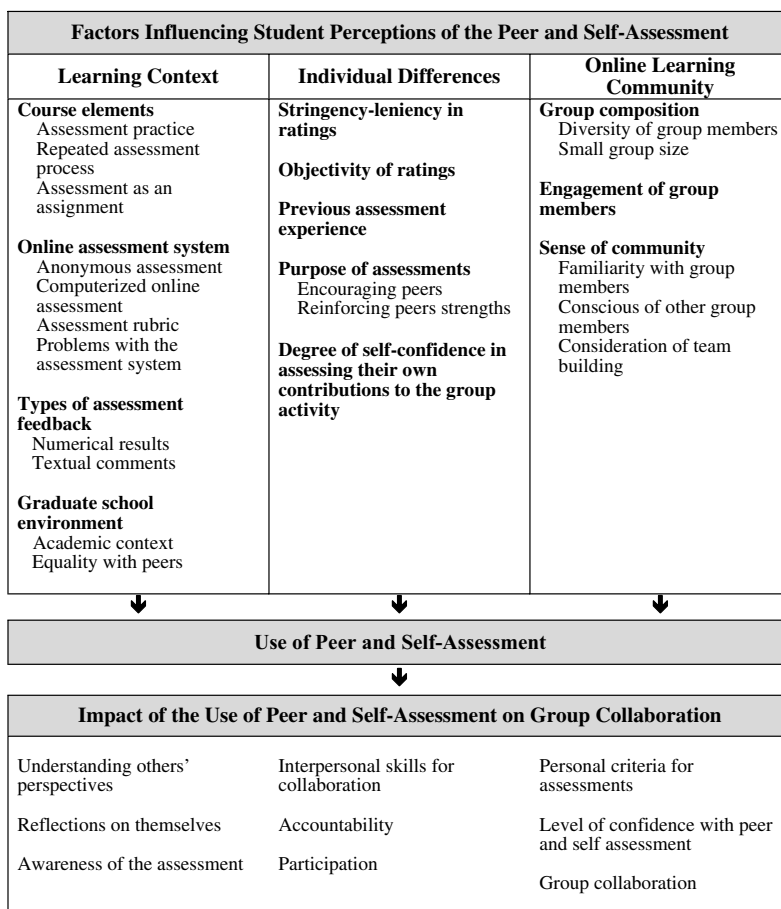 Factors Influencing Student Perceptions of the Peer and Self-Assessment
Learning Context
Individual Differences
Online Learning
Community
Course elements
Assessment practice
Repeated assessment
process
Assessment as an
assignment
Online assessment system
Anonymous assessment
Computerized online
assessment
Assessment rubric
Problems with the
assessment system
Types of assessment
feedback
Numerical results
Textual comments
Graduate school
environment
Academic context
Equality with peers
Stringency-leniency in
ratings
Objectivity of ratings
Previous assessment
experience
Purpose of assessments
Encouraging peers
Reinforcing peers strengths
Degree of self-confidence in
assessing their own
contributions to the group
activity
Group composition
Diversity of group members
Small group size
Engagement of group
members
Sense of community
Familiarity with group
members
Conscious of other group
members
Consideration of team
building
Use of Peer and Self-Assessment
Impact of the Use of Peer and Self-Assessment on Group Collaboration
Understanding others'
perspectives
Reflections on themselves
Awareness of the assessment
Interpersonal skills for
collaboration
Accountability
Participation
Personal criteria for
assessments
Level of confidence with peer
and self assessment
Group collaboration